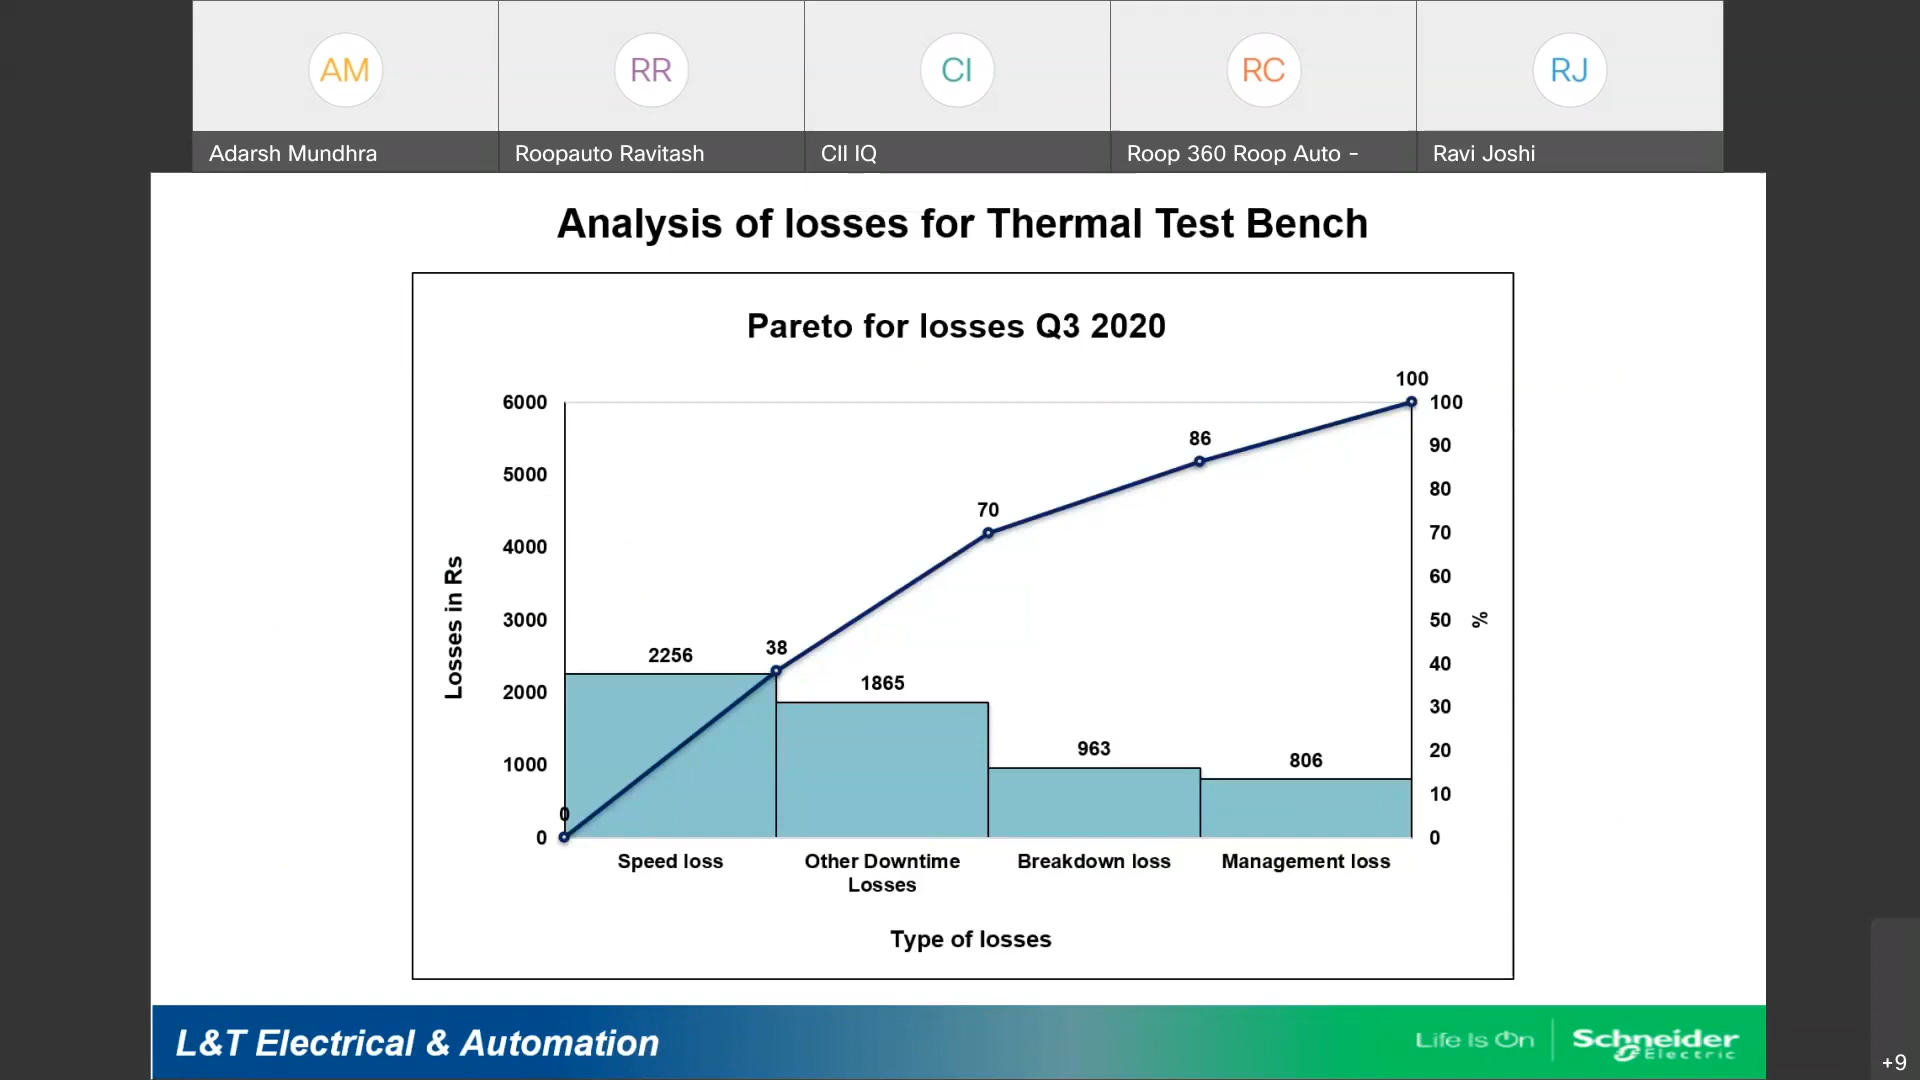 AM
RR
CI
RC
RJ
Adarsh Mundhra
Roopauto Ravitash
CII IQ
Roop 360 Roop Auto -
Ravi Joshi
Analysis of losses for Thermal Test Bench
Pareto for losses Q3 2020
Losses in Rs
6000
5000
4000
3000
2000
1000
0
0
38
70
86
100
2256
1865
963
806
100
90
80
70
60
50
40
30
20
10
0
%
Speed loss
Other Downtime
Losses
Breakdown loss
Management loss
Type of losses
L&T Electrical & Automation
Life Is On
Schneider
Electric
+9